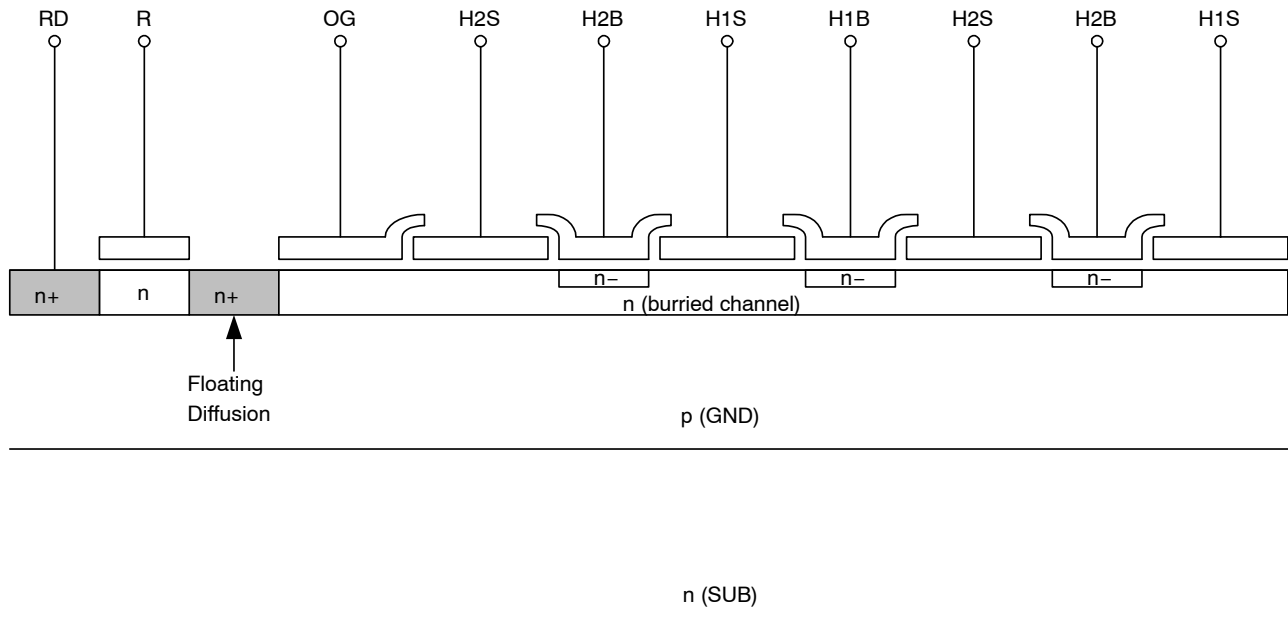 RD R OG H2S H2B H1S H1B H2S H2B H1S
n− n− n−
n+ n n+
n (burried channel)
Floating
Diffusion
p (GND)
n (SUB)